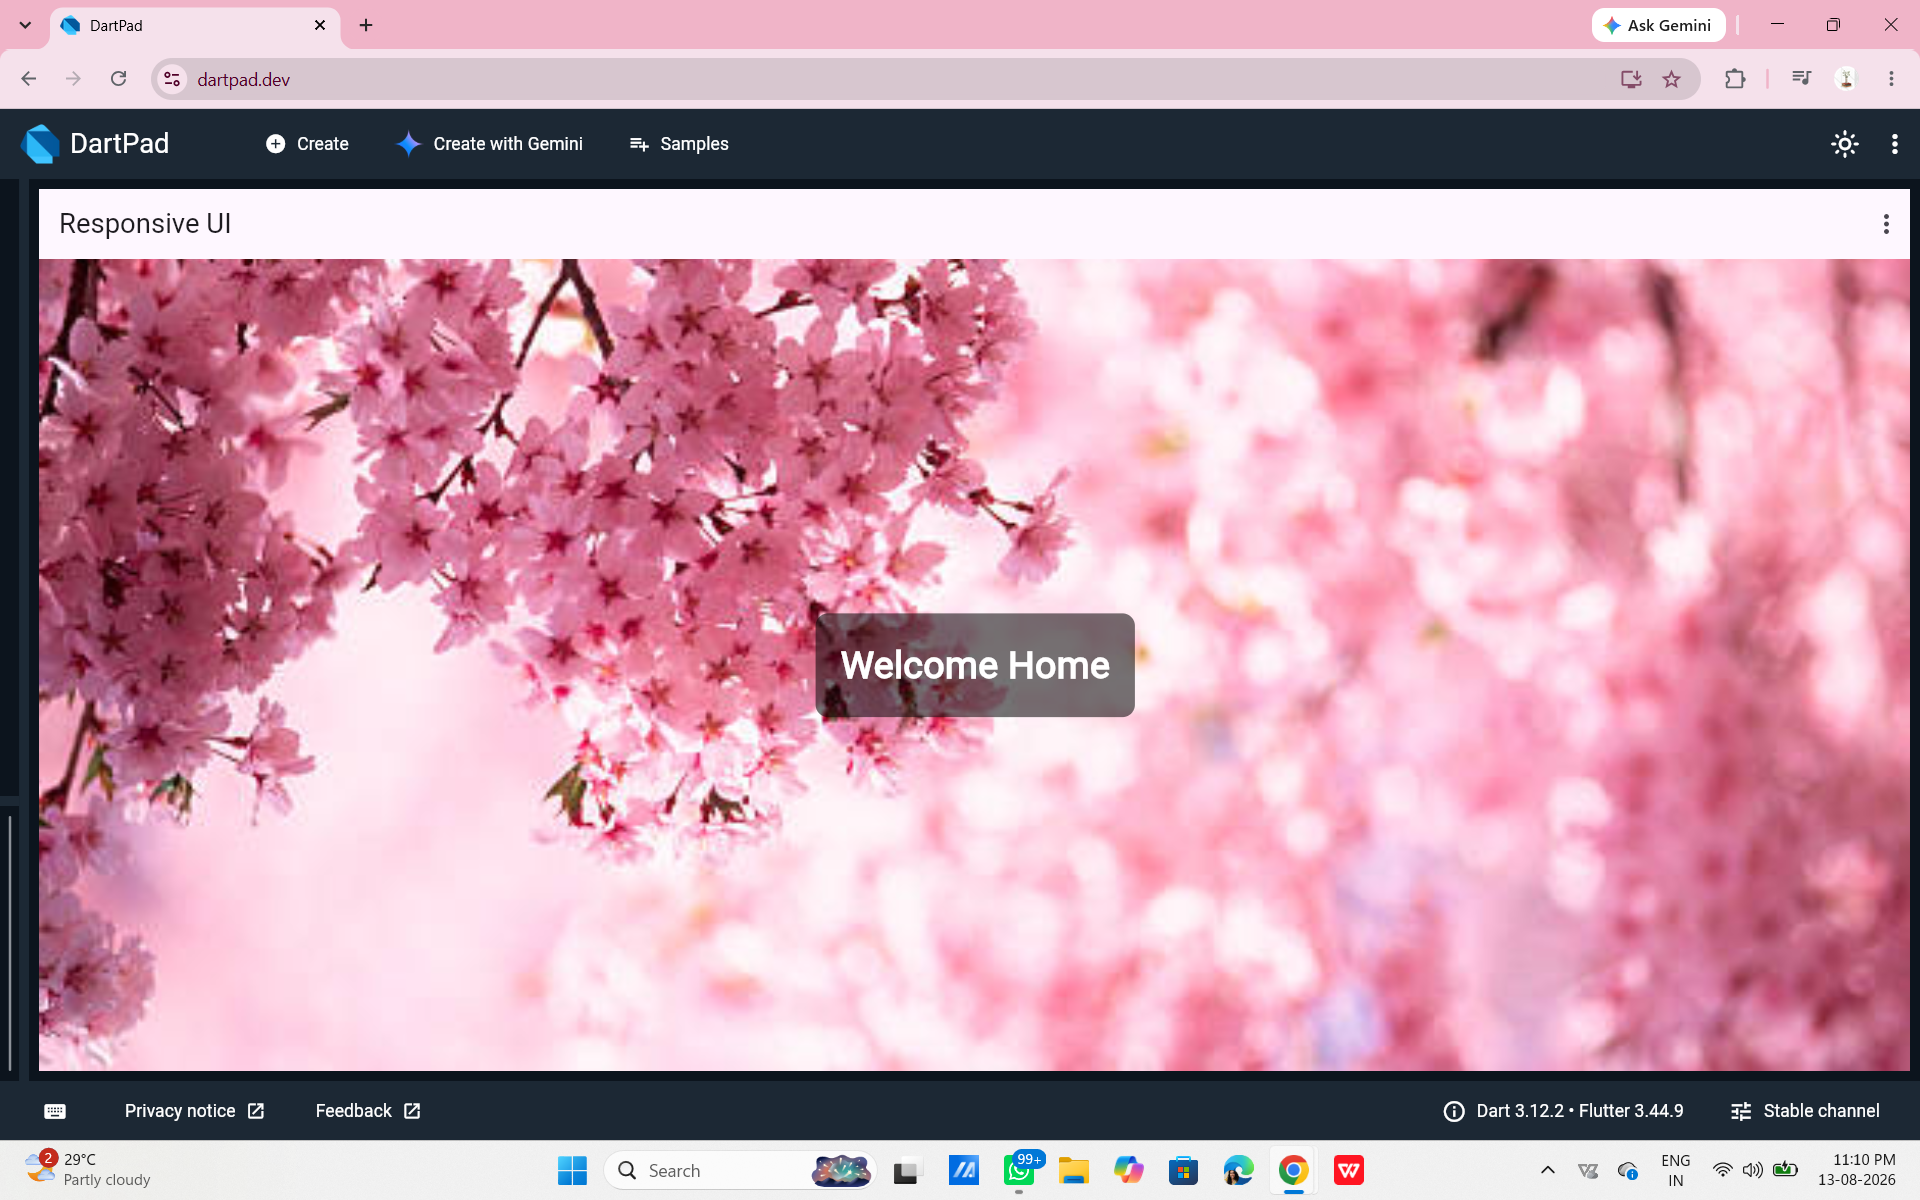 DartPad
Ask Gemini
dartpad.dev
DartPad
Create
Create with Gemini
Samples
Responsive UI
Welcome Home
Privacy notice
Feedback
Dart 3.12.2 • Flutter 3.44.9
Stable channel
2
29°C
Partly cloudy
Search
99+
ENG
IN
11:10 PM
13-08-2026